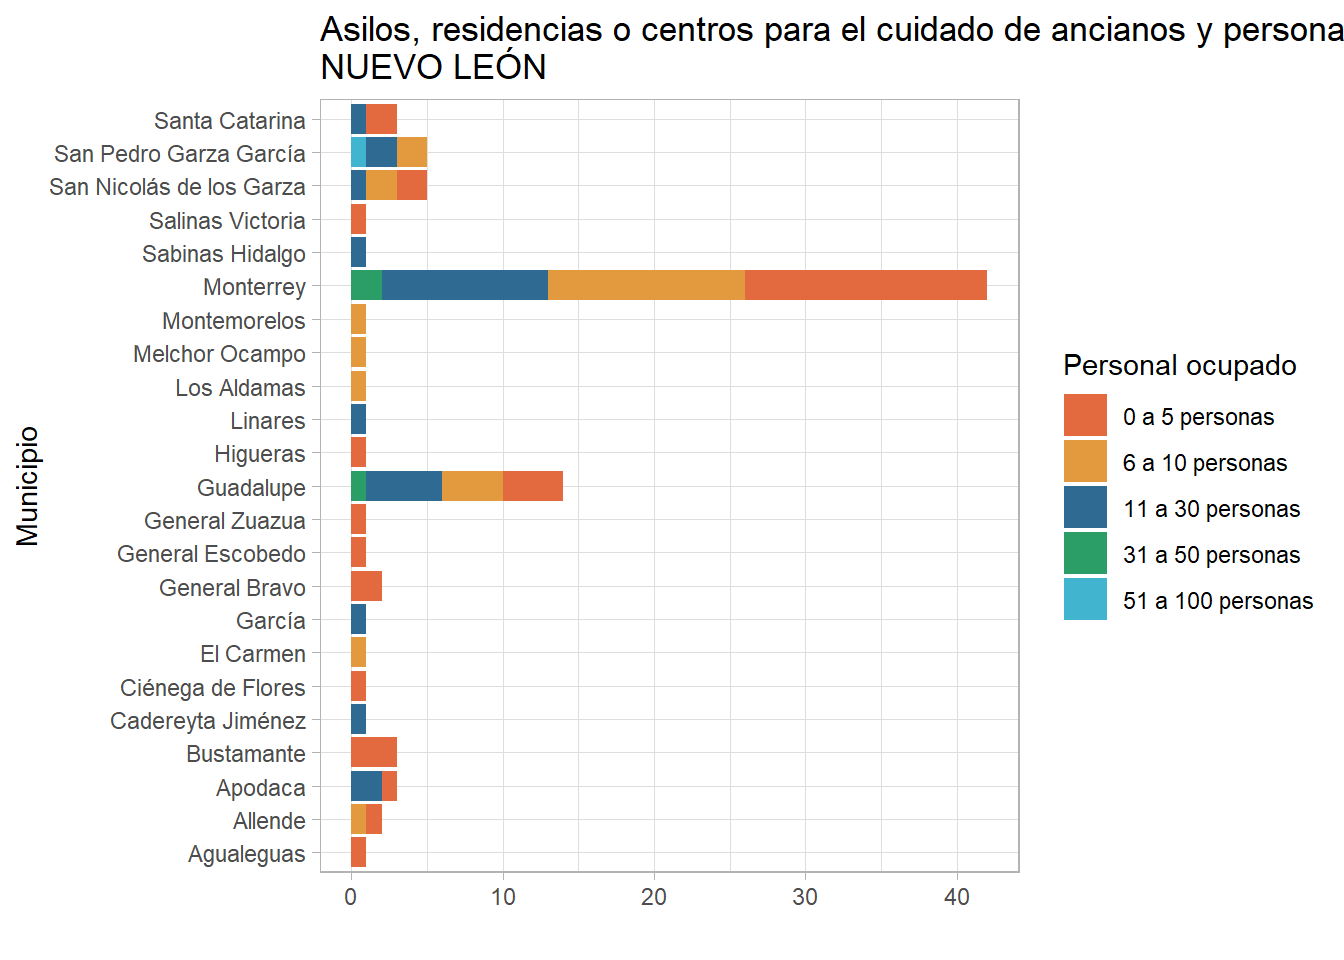 Asilos, residencias o centros para el cuidado de ancianos y persona
NUEVO LEÓN
Santa Catarina
San Pedro Garza García
San Nicolás de los Garza
Salinas Victoria
Sabinas Hidalgo
Monterrey
Montemorelos
Melchor Ocampo
Los Aldamas
Linares
Higueras
Guadalupe
General Zuazua
General Escobedo
General Bravo
García
El Carmen
Ciénega de Flores
Cadereyta Jiménez
Bustamante
Apodaca
Allende
Agualeguas
Municipio
0
10
20
30
40
Personal ocupado
0 a 5 personas
6 a 10 personas
11 a 30 personas
31 a 50 personas
51 a 100 personas